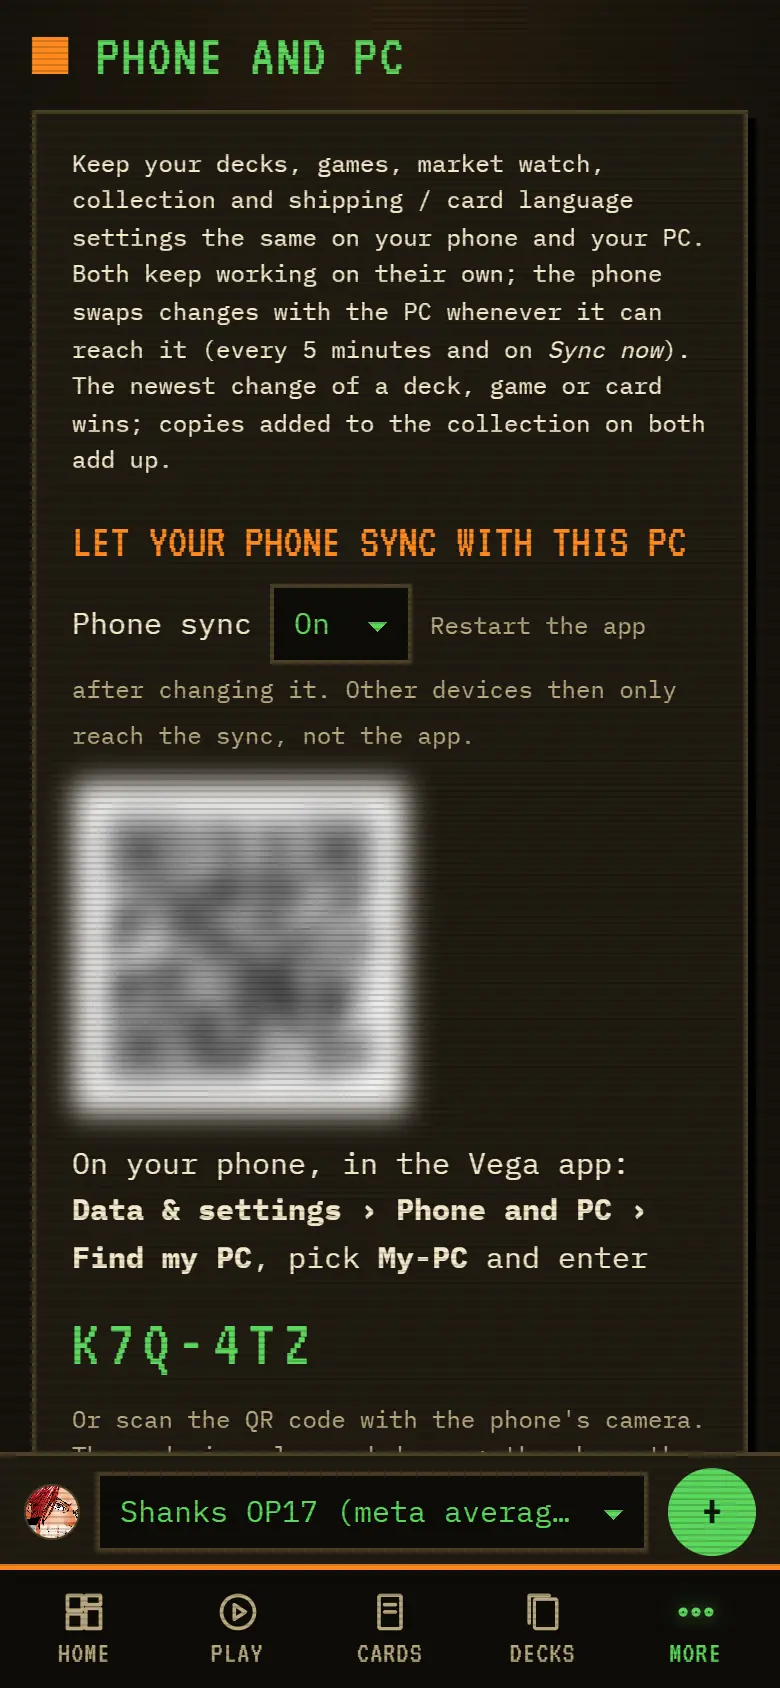 PHONE AND PC
Keep your decks, games, market watch,
collection and shipping / card language
settings the same on your phone and your PC.
Both keep working on their own; the phone
swaps changes with the PC whenever it can
reach it (every 5 minutes and on Sync now).
The newest change of a deck, game or card
wins; copies added to the collection on both
add up.
LET YOUR PHONE SYNC WITH THIS PC
Phone sync On Restart the app
after changing it. Other devices then only
reach the sync, not the app.
On your phone, in the Vega app:
Data & settings › Phone and PC ›
Find my PC, pick My-PC and enter
K7Q-4TZ
Or scan the QR code with the phone's camera.
Shanks OP17 (meta averag…
+
HOME PLAY CARDS DECKS MORE